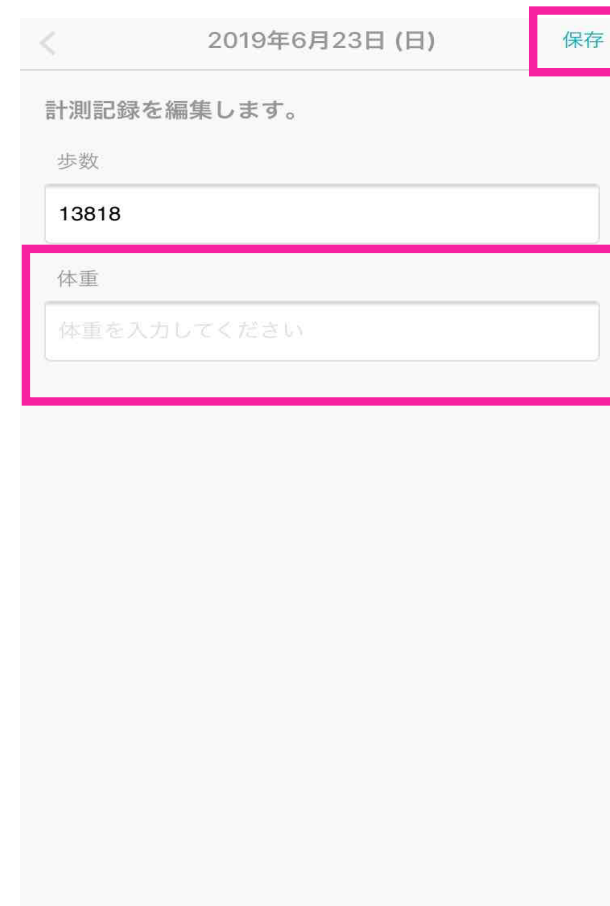 2019年6月23日 (日) 保存
計測記録を編集します。
歩数
13818
体重
体重を入力してください